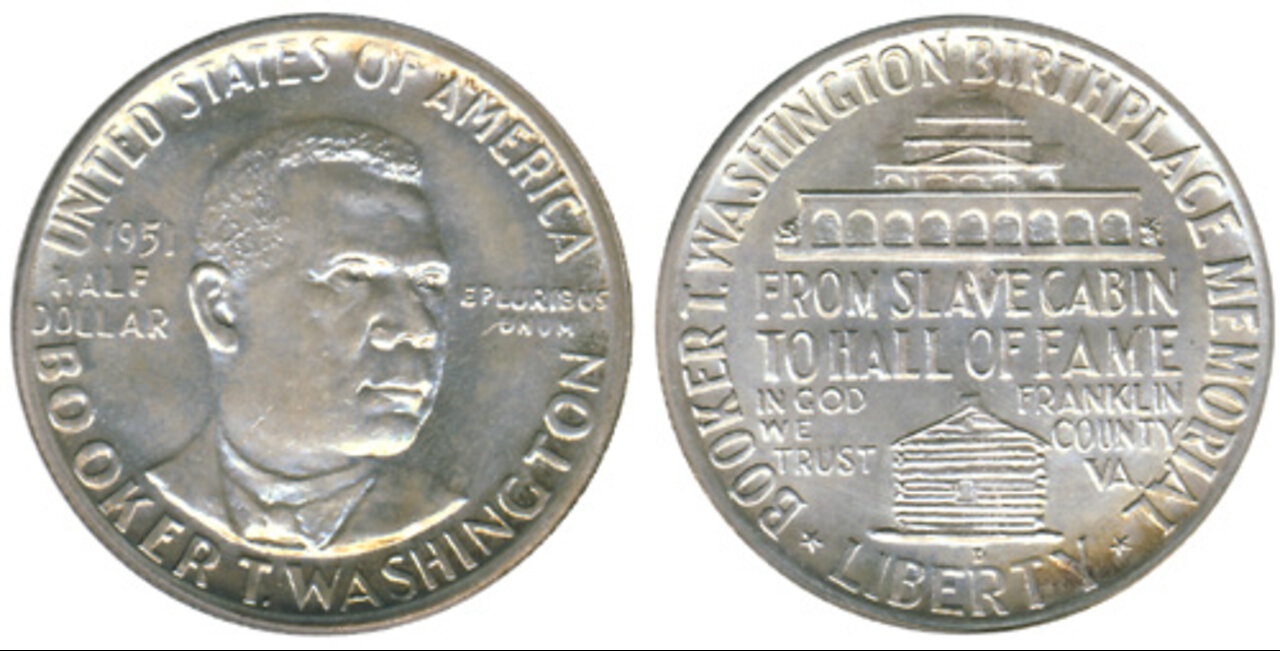 UNITED STATES OF AMERICA
1951
HALF
DOLLAR
E PLURIBUS
UNUM
BOOKER T. WASHINGTON
BOOKER T. WASHINGTON BIRTHPLACE MEMORIAL
FROM SLAVE CABIN
TO HALL OF FAME
IN GOD
WE
TRUST
FRANKLIN
COUNTY
VA.
LIBERTY